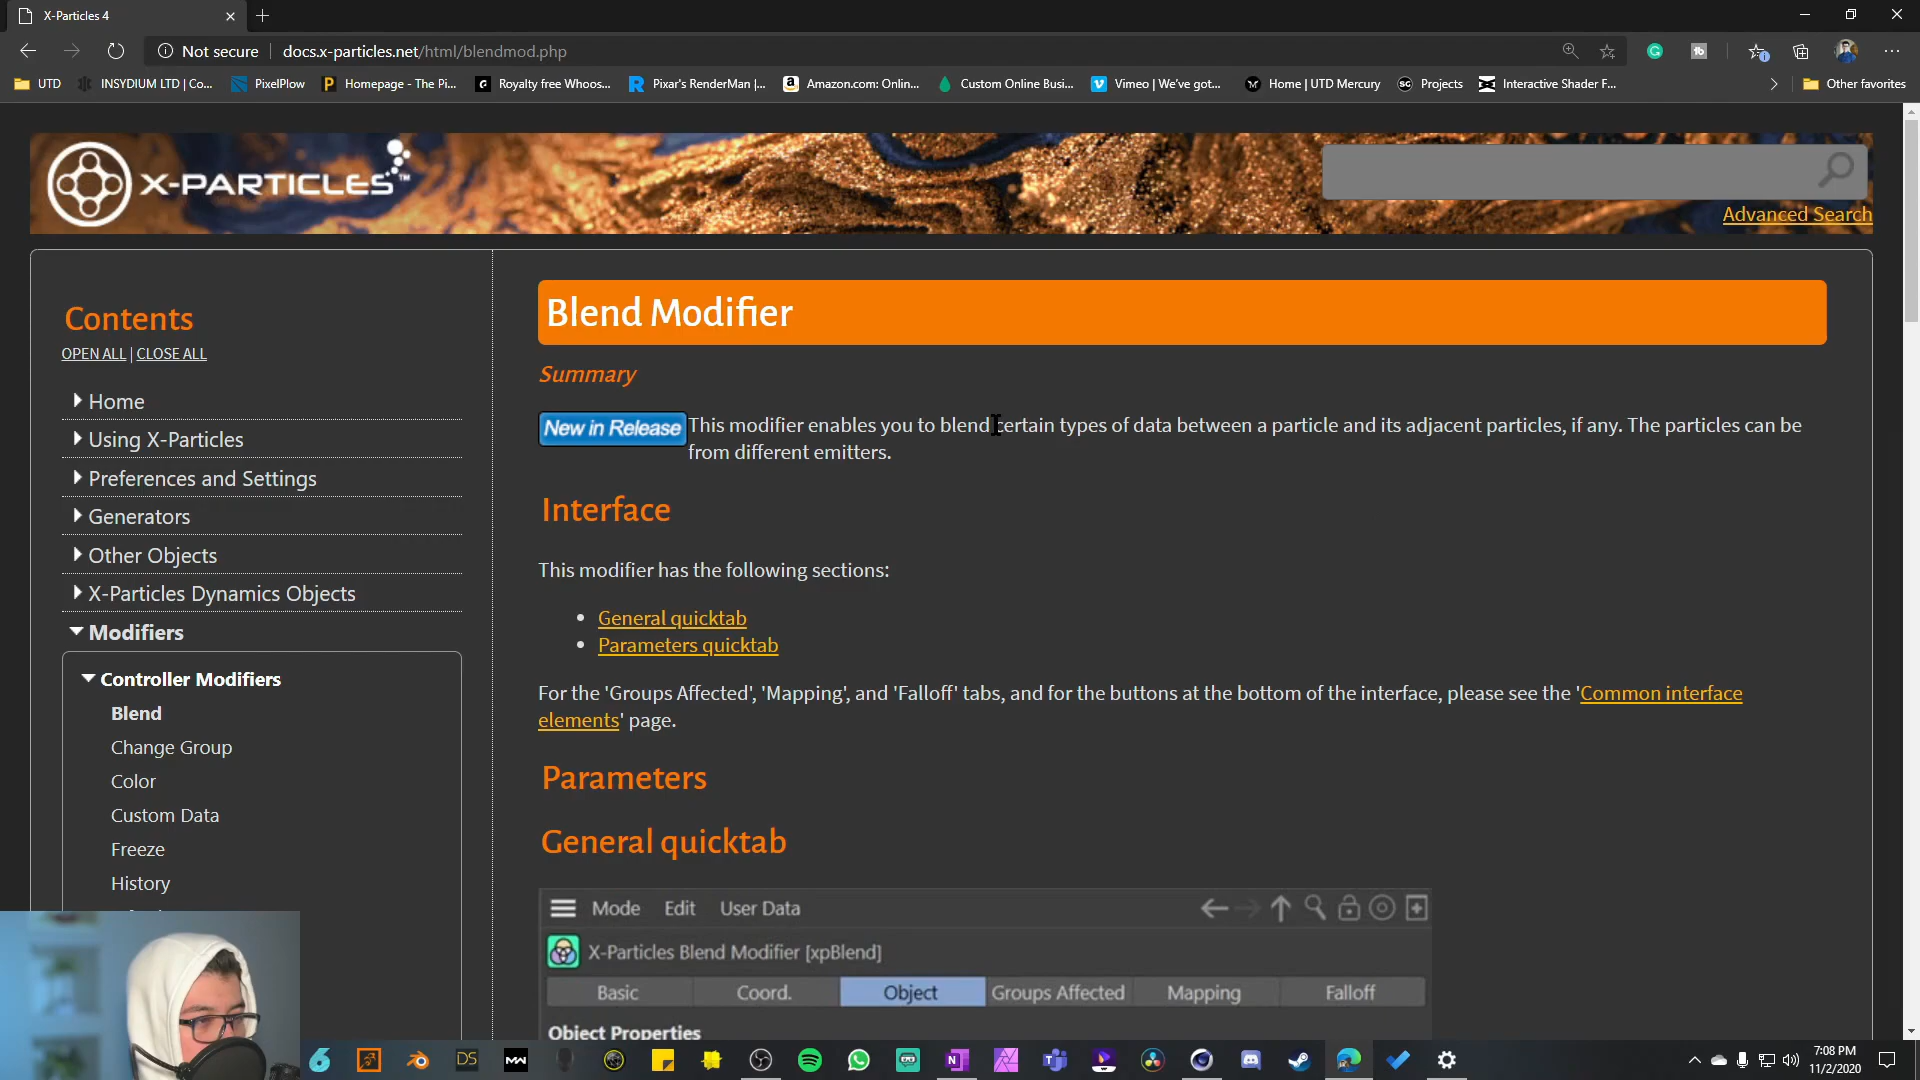 X-Particles 4
Not secure
docs.x-particles.net/html/blendmod.php
UTD
INSYDIUM LTD | Co...
PixelPlow
Homepage - The Pi...
Royalty free Whoos...
Pixar's RenderMan |...
Amazon.com: Onlin...
Custom Online Busi...
Vimeo | We've got...
Home | UTD Mercury
Projects
Interactive Shader F...
Other favorites
X-PARTICLES™
Advanced Search
Contents
OPEN ALL | CLOSE ALL
Home
Using X-Particles
Preferences and Settings
Generators
Other Objects
X-Particles Dynamics Objects
Modifiers
Controller Modifiers
Blend
Change Group
Color
Custom Data
Freeze
History
Blend Modifier
Summary
New in Release
This modifier enables you to blend certain types of data between a particle and its adjacent particles, if any. The particles can be
from different emitters.
Interface
This modifier has the following sections:
• General quicktab
• Parameters quicktab
For the 'Groups Affected', 'Mapping', and 'Falloff' tabs, and for the buttons at the bottom of the interface, please see the 'Common interface
elements' page.
Parameters
General quicktab
Mode Edit User Data
X-Particles Blend Modifier [xpBlend]
Basic Coord. Object Groups Affected Mapping Falloff
Object Properties
DS
7:08 PM
11/2/2020